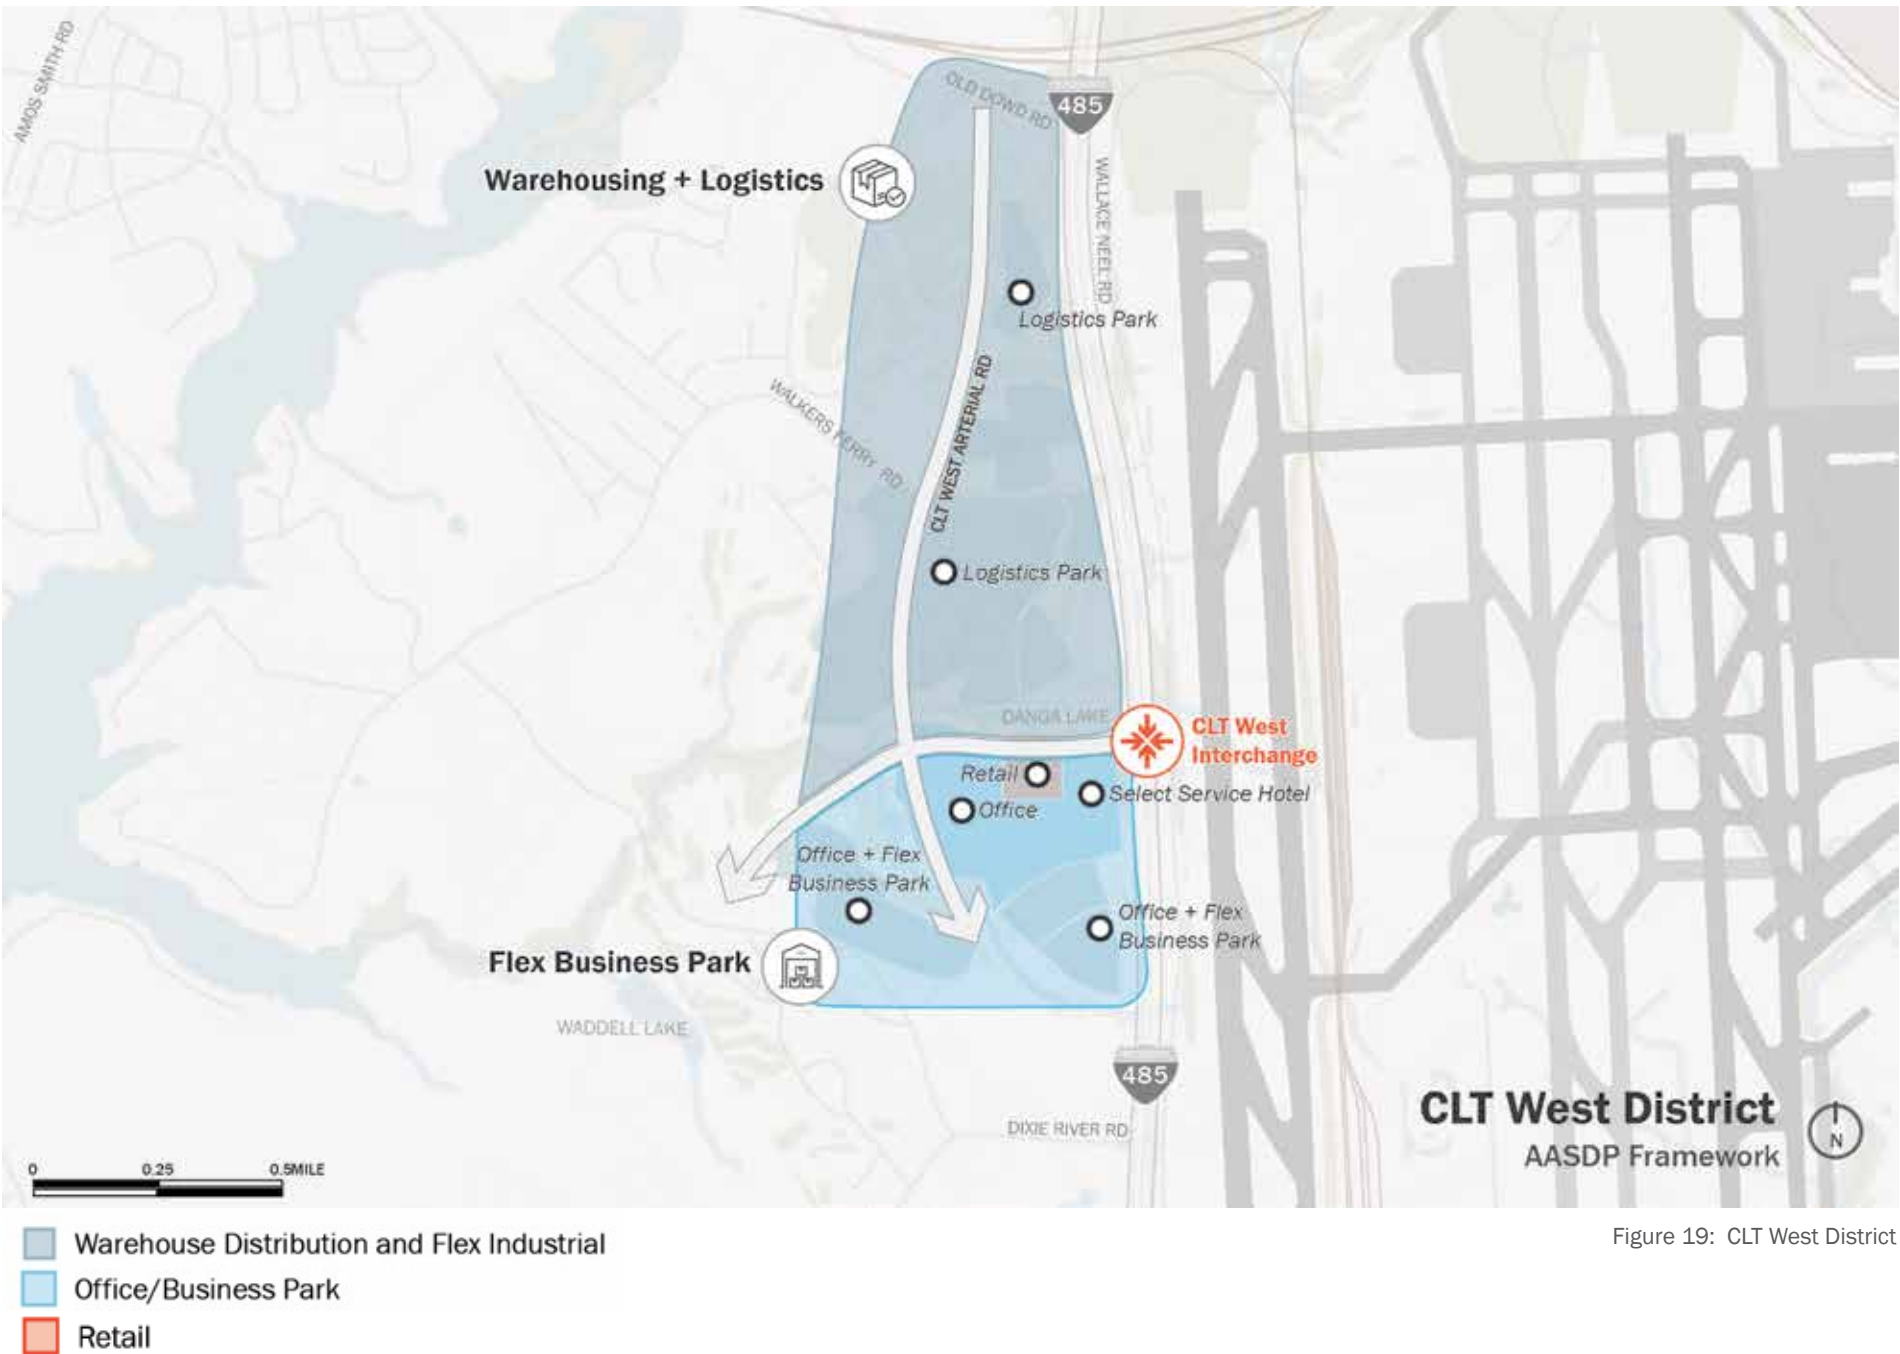 AMOS SMITH RD
OLD DOWD RD
485
Warehousing + Logistics
WALLACE NEEL RD
Logistics Park
WALKERS FERRY RD
CLT WEST ARTERIAL RD
Logistics Park
DANGA LAKE
CLT West
Interchange
Retail
Select Service Hotel
Office
Office + Flex
Business Park
Office + Flex
Business Park
Flex Business Park
WADDELL LAKE
485
DIXIE RIVER RD
CLT West District
AASDP Framework
N
0 0.25 0.5MILE
Warehouse Distribution and Flex Industrial
Office/Business Park
Retail
Figure 19: CLT West District